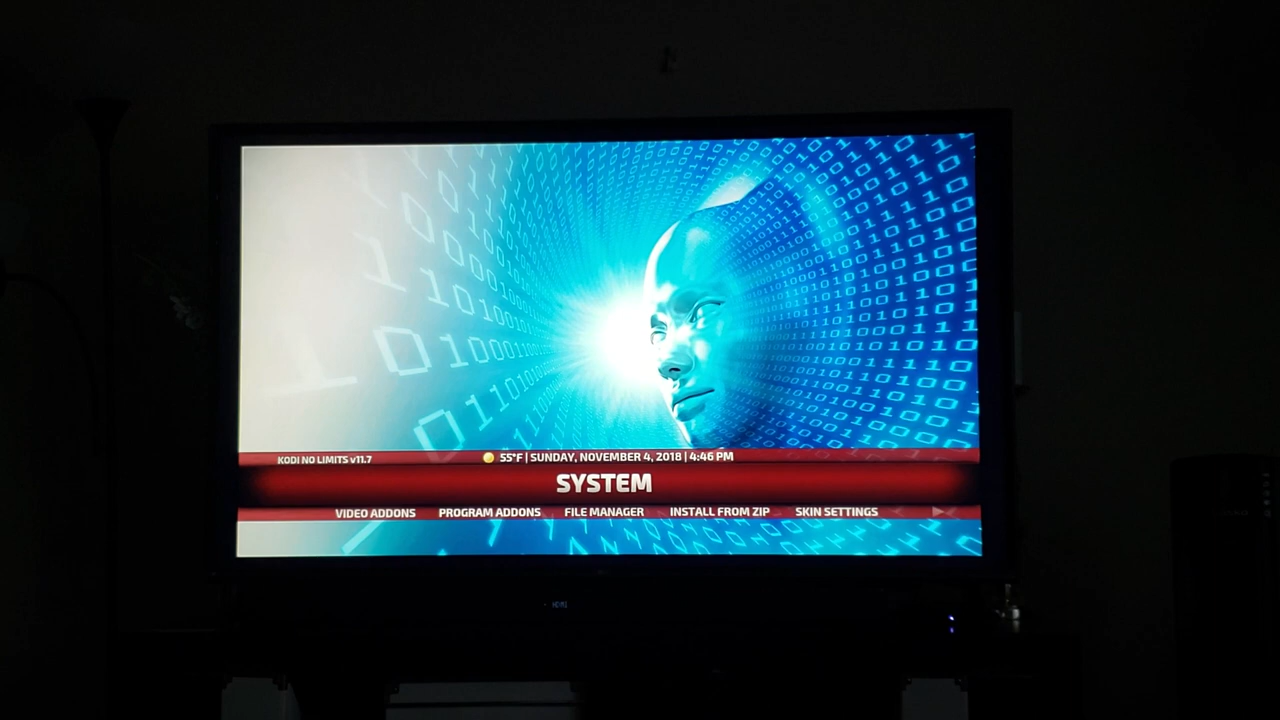 KODI NO LIMITS v11.7
55°F | SUNDAY, NOVEMBER 4, 2018 | 4:46 PM
SYSTEM
VIDEO ADDONS PROGRAM ADDONS FILE MANAGER INSTALL FROM ZIP SKIN SETTINGS
HDMI